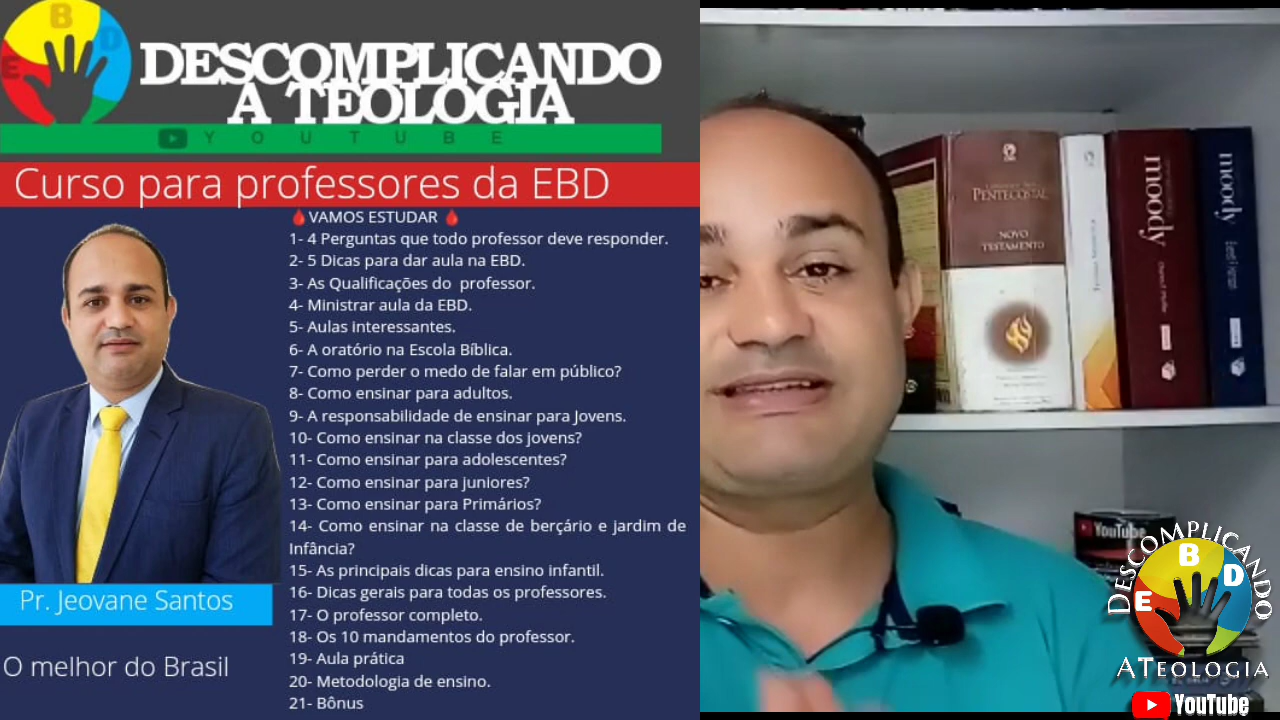 E B D
DESCOMPLICANDO
A TEOLOGIA
YOUTUBE
Curso para professores da EBD
VAMOS ESTUDAR
1- 4 Perguntas que todo professor deve responder.
2- 5 Dicas para dar aula na EBD.
3- As Qualificações do professor.
4- Ministrar aula da EBD.
5- Aulas interessantes.
6- A oratório na Escola Bíblica.
7- Como perder o medo de falar em público?
8- Como ensinar para adultos.
9- A responsabilidade de ensinar para Jovens.
10- Como ensinar na classe dos jovens?
11- Como ensinar para adolescentes?
12- Como ensinar para juniores?
13- Como ensinar para Primários?
14- Como ensinar na classe de berçário e jardim de
Infância?
15- As principais dicas para ensino infantil.
16- Dicas gerais para todas os professores.
17- O professor completo.
18- Os 10 mandamentos do professor.
19- Aula prática
20- Metodologia de ensino.
21- Bônus
Pr. Jeovane Santos
O melhor do Brasil
PENTECOSTAL
NOVO
TESTAMENTO
moody
moody
YouTube
DESCOMPLICANDO
E B D
ATEOLOGIA
YouTube